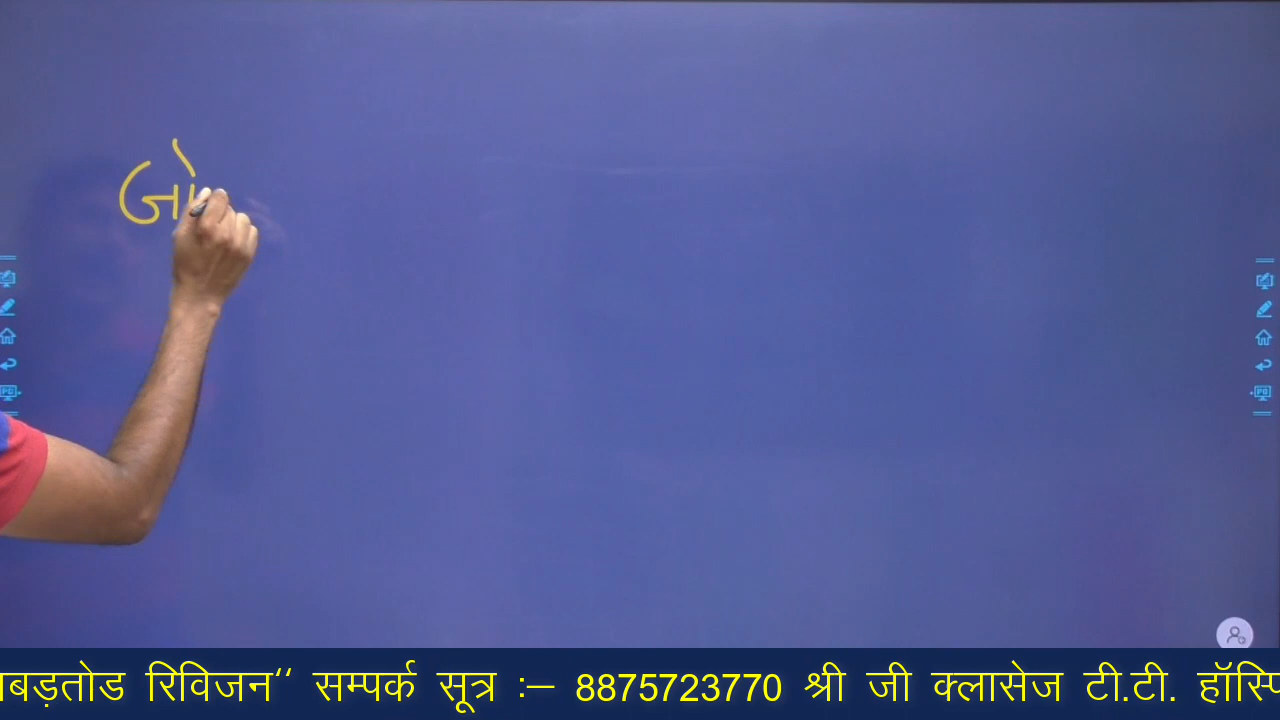 जो
बड़तोड रिविजन‘‘ सम्पर्क सूत्र :– 8875723770 श्री जी क्लासेज टी.टी.